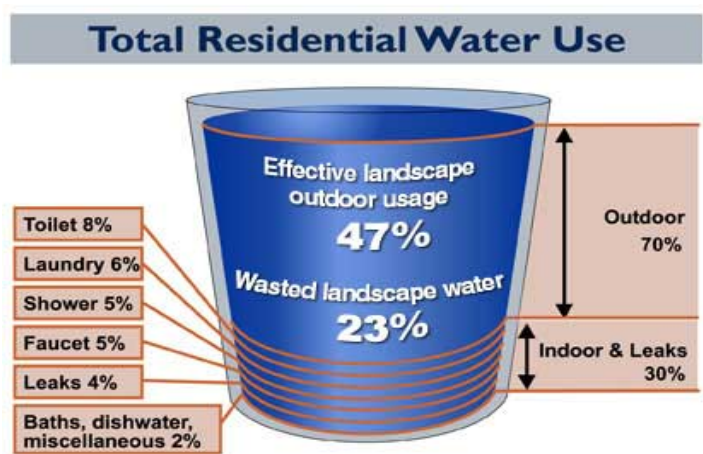 Total Residential Water Use
Effective landscape
outdoor usage
47%
Wasted landscape water
23%
Toilet 8%
Laundry 6%
Shower 5%
Faucet 5%
Leaks 4%
Baths, dishwater,
miscellaneous 2%
Outdoor
70%
Indoor & Leaks
30%